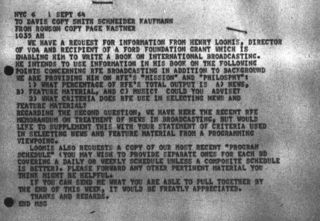 NYC 6 1 SEPT 64
TO DAVIS COPY SMITH SCHNEIDER KAUFMANN
FROM ROWSON COPY PAGE WASTNER
1035 AM
WE HAVE A REQUEST FOR INFORMATION FROM HENRY LOOMIS, DIRECTOR
OF VOA AND RECIPIENT OF A FORD FOUNDATION GRANT WHICH IS
ENABLING HIM TO WRITE A BOOK ON INTERNATIONAL BROADCASTING.
HE INTENDS TO USE INFORMATION IN HIS BOOK ON THE FOLLOWING
POINTS CONCERNING RFE BROADCASTING IN ADDITION TO BACKGROUND
WE ARE PROVIDING HIM ON RFE'S "MISSION" AND "PHILOSPHY":
1) WHAT PERCENTAGE OF RFE'S TOTAL OUTPUT IS A) NEWS,
B) FEATURE MATERIAL, AND C) MUSIC. COULD YOU ADVISE?
2) WHAT CRITERIA DOES RFE USE IN SELECTING NEWS AND
FEATURE MATERIAL.
REGARDING THE SECOND QUESTION, WE HAVE HERE THE RECENT RFE
MEMORANDUM ON TREATMENT OF NEWS IN BROADCASTING, BUT WOULD
LIKE TO SUPPLEMENT THIS WITH YOUR STATEMENT OF CRITERIA USED
IN SELECTING NEWS AND FEATURE MATERIAL FROM A PROGRAMMING
VIEWPOINT.
LOOMIS ALSO REQUESTS A COPY OF OUR MOST RECENT "PROGRAM
SCHEDULE" (YOU MAY WISH TO PROVIDE SEPARATE ONES FOR EACH BD
COVERING A DAILY OR WEEKLY SCHEDULE UNLESS A COMPOSITE SCHEDULE
IS BETTER). PLEASE FORWARD ANY OTHER PERTINENT MATERIAL YOU
THINK MIGHT BE HELPFUL.
IF YOU CAN SEND ME WHAT YOU ARE ABLE TO PULL TOGETHER BY
THE END OF THIS WEEK, IT WOULD BE GREATLY APPRECIATED.
THANKS AND REGARDS.
END MSG